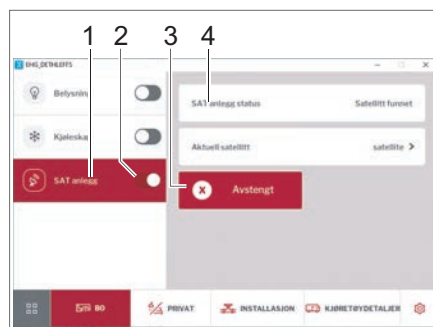 1 2 3 4
EHG_DETHLEFFS
Belysning
SAT anlegg status Satellitt funnet
Kjøleskap
Aktuell satellitt satellite >
SAT anlegg
x Avstengt
BO PRIVAT INSTALLASJON KJØRETØYDETALJER